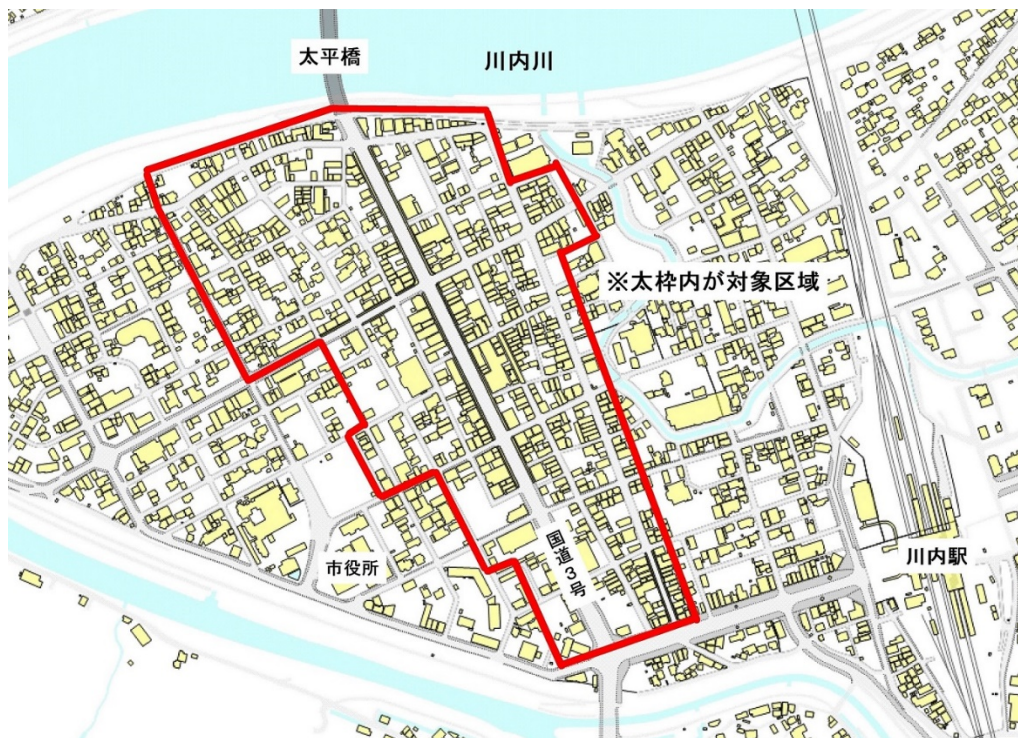 太平橋
川内川
※太枠内が対象区域
国道3号
川内駅
市役所